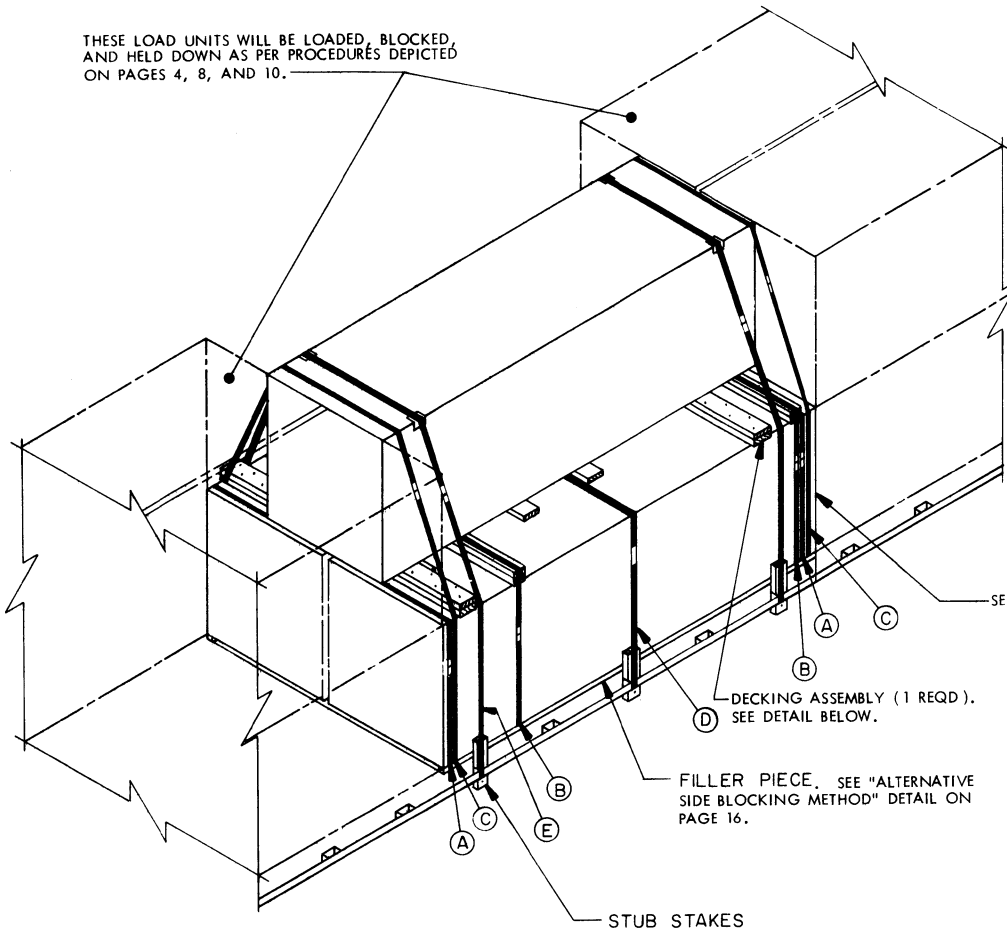 THESE LOAD UNITS WILL BE LOADED, BLOCKED,
AND HELD DOWN AS PER PROCEDURES DEPICTED
ON PAGES 4, 8, AND 10.
SE
C
A
B
D
DECKING ASSEMBLY (1 REQD).
SEE DETAIL BELOW.
FILLER PIECE. SEE "ALTERNATIVE
SIDE BLOCKING METHOD" DETAIL ON
PAGE 16.
B
E
C
A
STUB STAKES